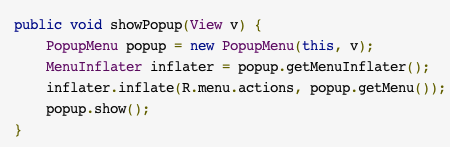 public void showPopup(View v) {
    PopupMenu popup = new PopupMenu(this, v);
    MenuInflater inflater = popup.getMenuInflater();
    inflater.inflate(R.menu.actions, popup.getMenu());
    popup.show();
}